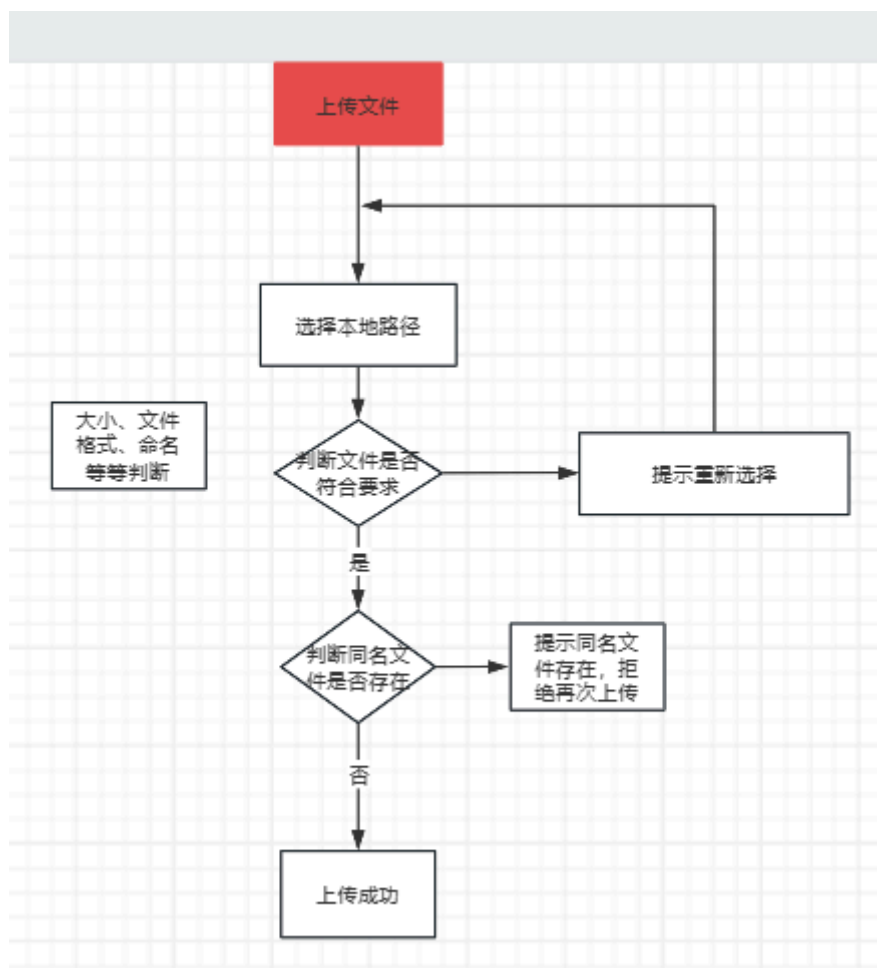 上传文件
选择本地路径
大小、文件
格式、命名
等等判断
判断文件是否
符合要求
提示重新选择
是
判断同名文
件是否存在
提示同名文
件存在，拒
绝再次上传
否
上传成功